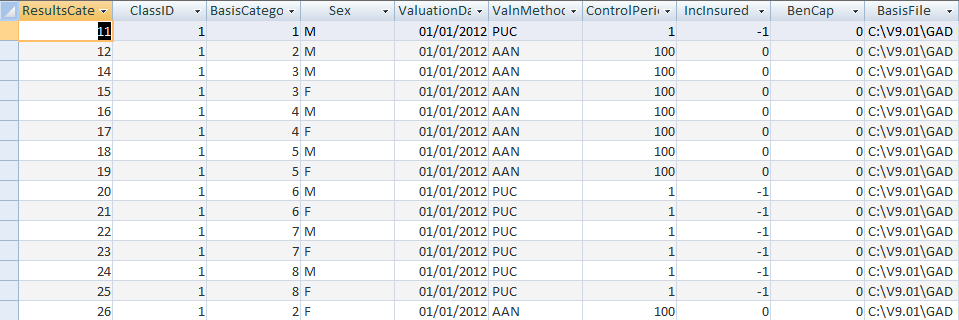 ResultsCate ClassID BasisCatego Sex ValuationDa ValnMethod ControlPeri IncInsured BenCap BasisFile
11 1 1 M 01/01/2012 PUC 1 -1 0 C:\V9.01\GAD
12 1 2 M 01/01/2012 AAN 100 0 0 C:\V9.01\GAD
14 1 3 M 01/01/2012 AAN 100 0 0 C:\V9.01\GAD
15 1 3 F 01/01/2012 AAN 100 0 0 C:\V9.01\GAD
16 1 4 M 01/01/2012 AAN 100 0 0 C:\V9.01\GAD
17 1 4 F 01/01/2012 AAN 100 0 0 C:\V9.01\GAD
18 1 5 M 01/01/2012 AAN 100 0 0 C:\V9.01\GAD
19 1 5 F 01/01/2012 AAN 100 0 0 C:\V9.01\GAD
20 1 6 M 01/01/2012 PUC 1 -1 0 C:\V9.01\GAD
21 1 6 F 01/01/2012 PUC 1 -1 0 C:\V9.01\GAD
22 1 7 M 01/01/2012 PUC 1 -1 0 C:\V9.01\GAD
23 1 7 F 01/01/2012 PUC 1 -1 0 C:\V9.01\GAD
24 1 8 M 01/01/2012 PUC 1 -1 0 C:\V9.01\GAD
25 1 8 F 01/01/2012 PUC 1 -1 0 C:\V9.01\GAD
26 1 2 F 01/01/2012 AAN 100 0 0 C:\V9.01\GAD